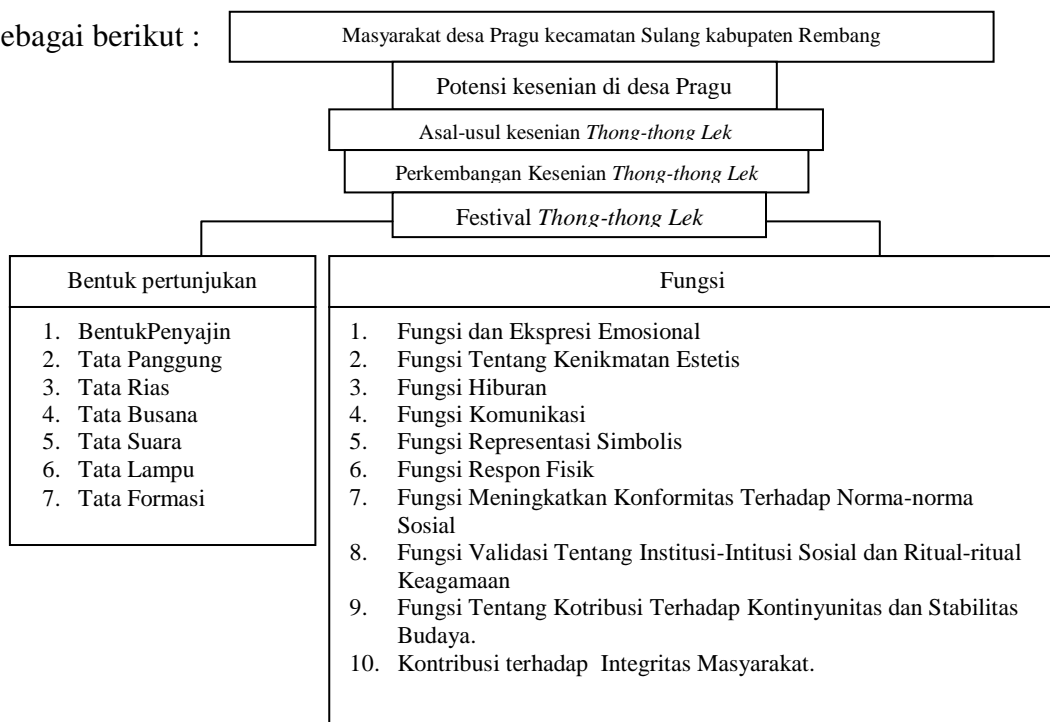 ebagai berikut :
Masyarakat desa Pragu kecamatan Sulang kabupaten Rembang
Potensi kesenian di desa Pragu
Asal-usul kesenian Thong-thong Lek
Perkembangan Kesenian Thong-thong Lek
Festival Thong-thong Lek
Bentuk pertunjukan
1. BentukPenyajin
2. Tata Panggung
3. Tata Rias
4. Tata Busana
5. Tata Suara
6. Tata Lampu
7. Tata Formasi
Fungsi
1. Fungsi dan Ekspresi Emosional
2. Fungsi Tentang Kenikmatan Estetis
3. Fungsi Hiburan
4. Fungsi Komunikasi
5. Fungsi Representasi Simbolis
6. Fungsi Respon Fisik
7. Fungsi Meningkatkan Konformitas Terhadap Norma-norma
Sosial
8. Fungsi Validasi Tentang Institusi-Intitusi Sosial dan Ritual-ritual
Keagamaan
9. Fungsi Tentang Kotribusi Terhadap Kontinyunitas dan Stabilitas
Budaya.
10. Kontribusi terhadap Integritas Masyarakat.